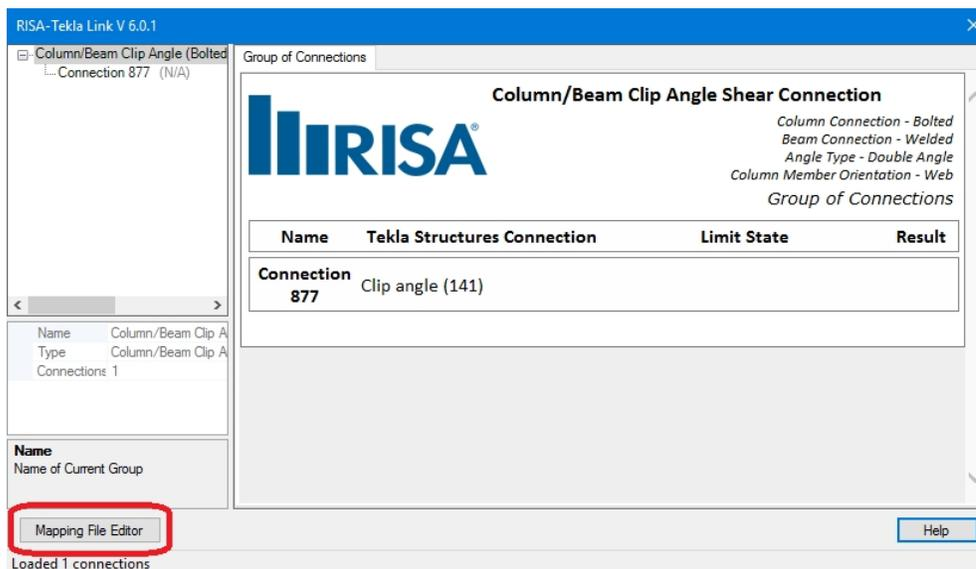 RISA-Tekla Link V 6.0.1
Column/Beam Clip Angle (Bolted
Connection 877 (N/A)
Name Column/Beam Clip A
Type Column/Beam Clip A
Connections 1
Name
Name of Current Group
Group of Connections
RISA®
Column/Beam Clip Angle Shear Connection
Column Connection - Bolted
Beam Connection - Welded
Angle Type - Double Angle
Column Member Orientation - Web
Group of Connections
Name Tekla Structures Connection Limit State Result
Connection
877
Clip angle (141)
Mapping File Editor
Help
Loaded 1 connections